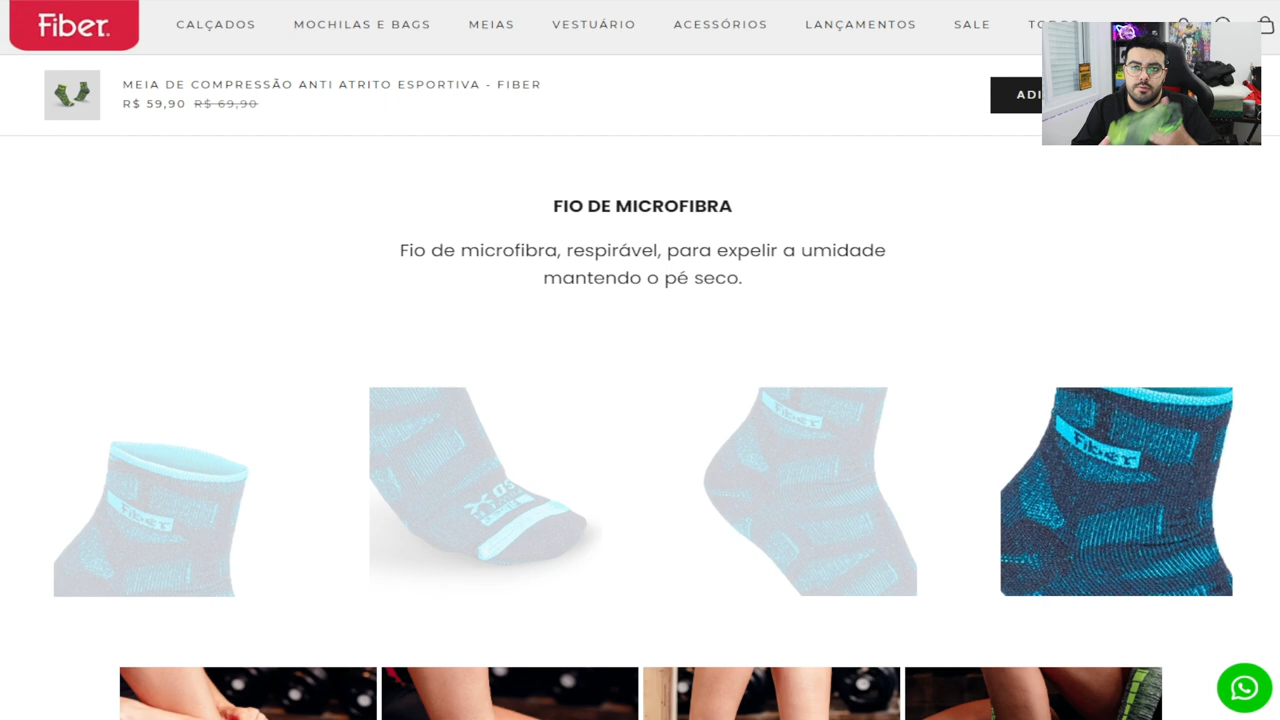 Fiber.
CALÇADOS MOCHILAS E BAGS MEIAS VESTUÁRIO ACESSÓRIOS LANÇAMENTOS SALE
MEIA DE COMPRESSÃO ANTI ATRITO ESPORTIVA - FIBER
R$ 59,90 R$ 69,90
ADI
FIO DE MICROFIBRA
Fio de microfibra, respirável, para expelir a umidade
mantendo o pé seco.
Fiber
Fiber
Fiber